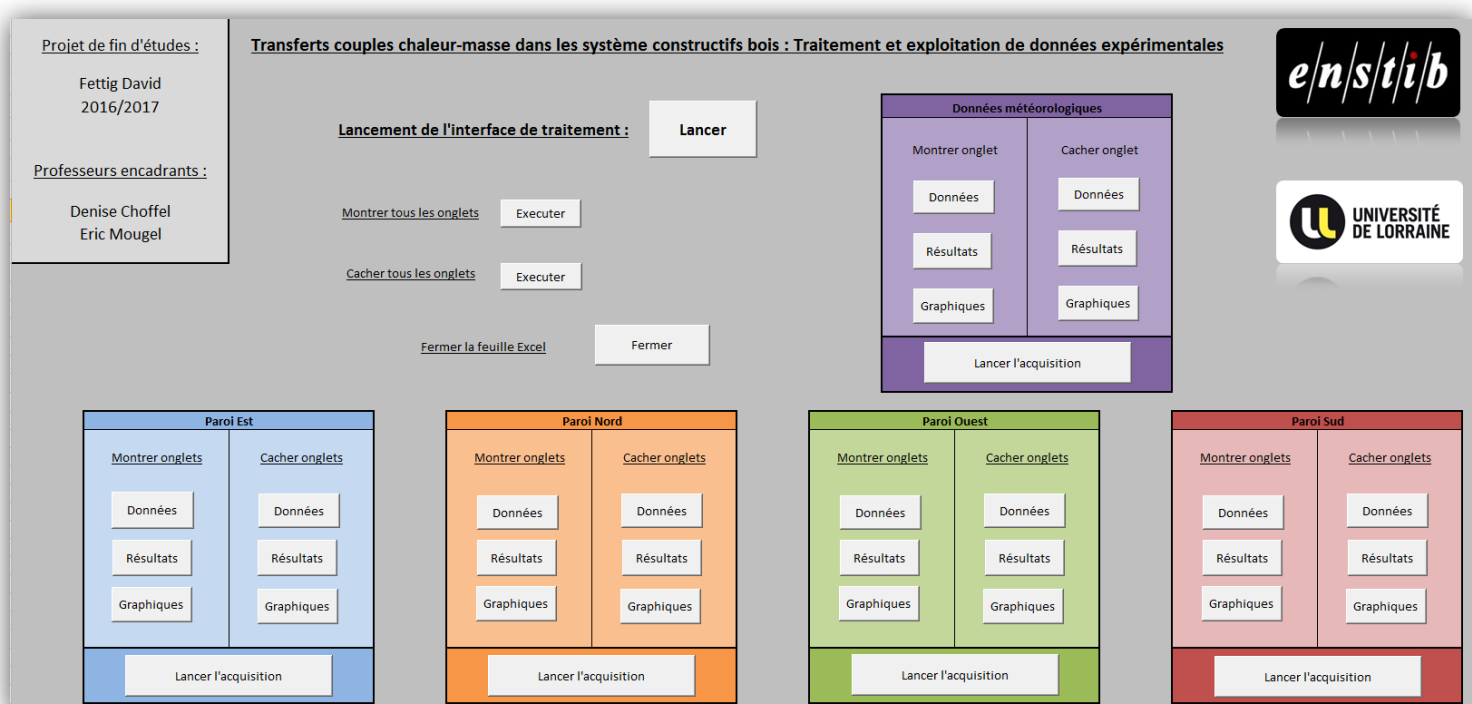 Projet de fin d'études :
Fettig David
2016/2017
Professeurs encadrants :
Denise Choffel
Eric Mougel
Transferts couples chaleur-masse dans les système constructifs bois : Traitement et exploitation de données expérimentales
Lancement de l'interface de traitement :
Lancer
Montrer tous les onglets
Executer
Cacher tous les onglets
Executer
Fermer la feuille Excel
Fermer
Données météorologiques
Montrer onglet
Cacher onglet
Données
Données
Résultats
Résultats
Graphiques
Graphiques
Lancer l'acquisition
e/n/s/t/i/b
UNIVERSITÉ
DE LORRAINE
Paroi Est
Montrer onglets
Cacher onglets
Données
Données
Résultats
Résultats
Graphiques
Graphiques
Lancer l'acquisition
Paroi Nord
Montrer onglets
Cacher onglets
Données
Données
Résultats
Résultats
Graphiques
Graphiques
Lancer l'acquisition
Paroi Ouest
Montrer onglets
Cacher onglets
Données
Données
Résultats
Résultats
Graphiques
Graphiques
Lancer l'acquisition
Paroi Sud
Montrer onglets
Cacher onglets
Données
Données
Résultats
Résultats
Graphiques
Graphiques
Lancer l'acquisition